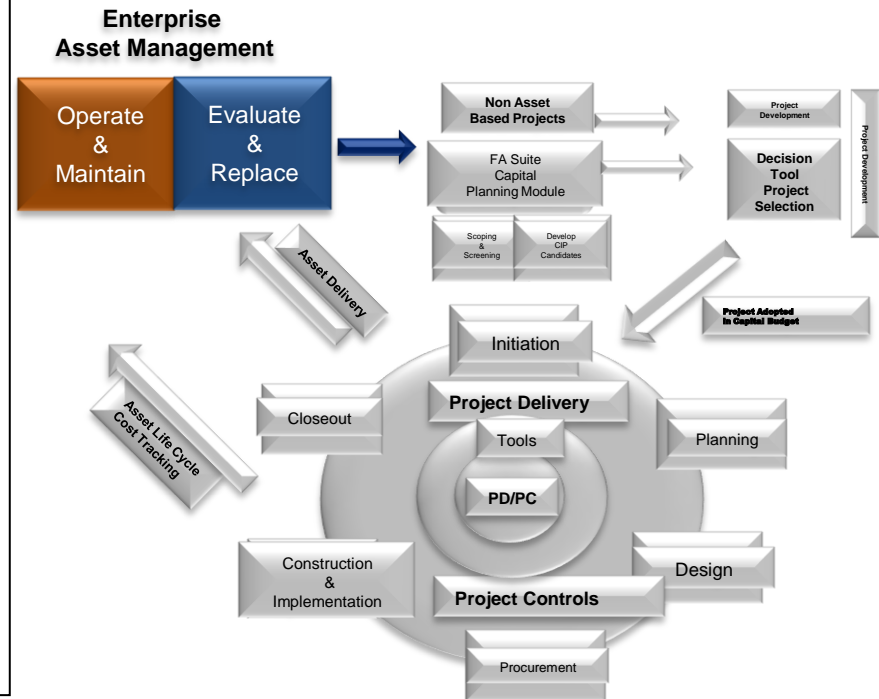 Enterprise
Asset Management
Operate
&
Maintain
Evaluate
&
Replace
Non Asset
Based Projects
FA Suite
Capital
Planning Module
Scoping
&
Screening
Develop
CIP
Candidates
Project
Development
Decision
Tool
Project
Selection
Project Development
Project Adopted
In Capital Budget
Asset Delivery
Asset Life Cycle
Cost Tracking
Initiation
Project Delivery
Tools
PD/PC
Closeout
Planning
Construction
&
Implementation
Design
Project Controls
Procurement